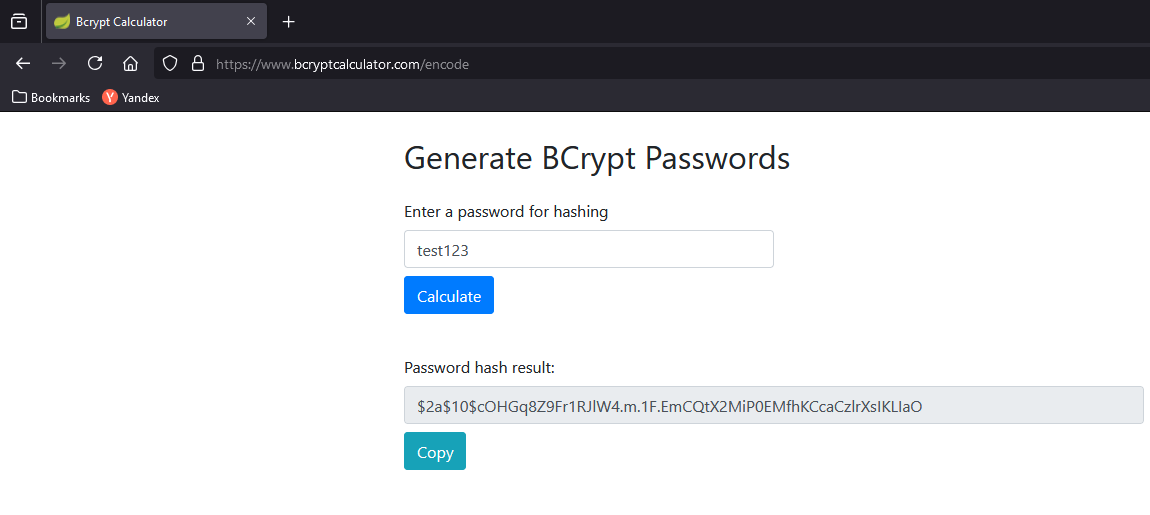 Bcrypt Calculator
https://www.bcryptcalculator.com/encode
Bookmarks Yandex
Generate BCrypt Passwords
Enter a password for hashing
test123
Calculate
Password hash result:
$2a$10$cOHGq8Z9Fr1RJlW4.m.1F.EmCQtX2MiP0EMfhKCcaCzlrXsIKLIaO
Copy